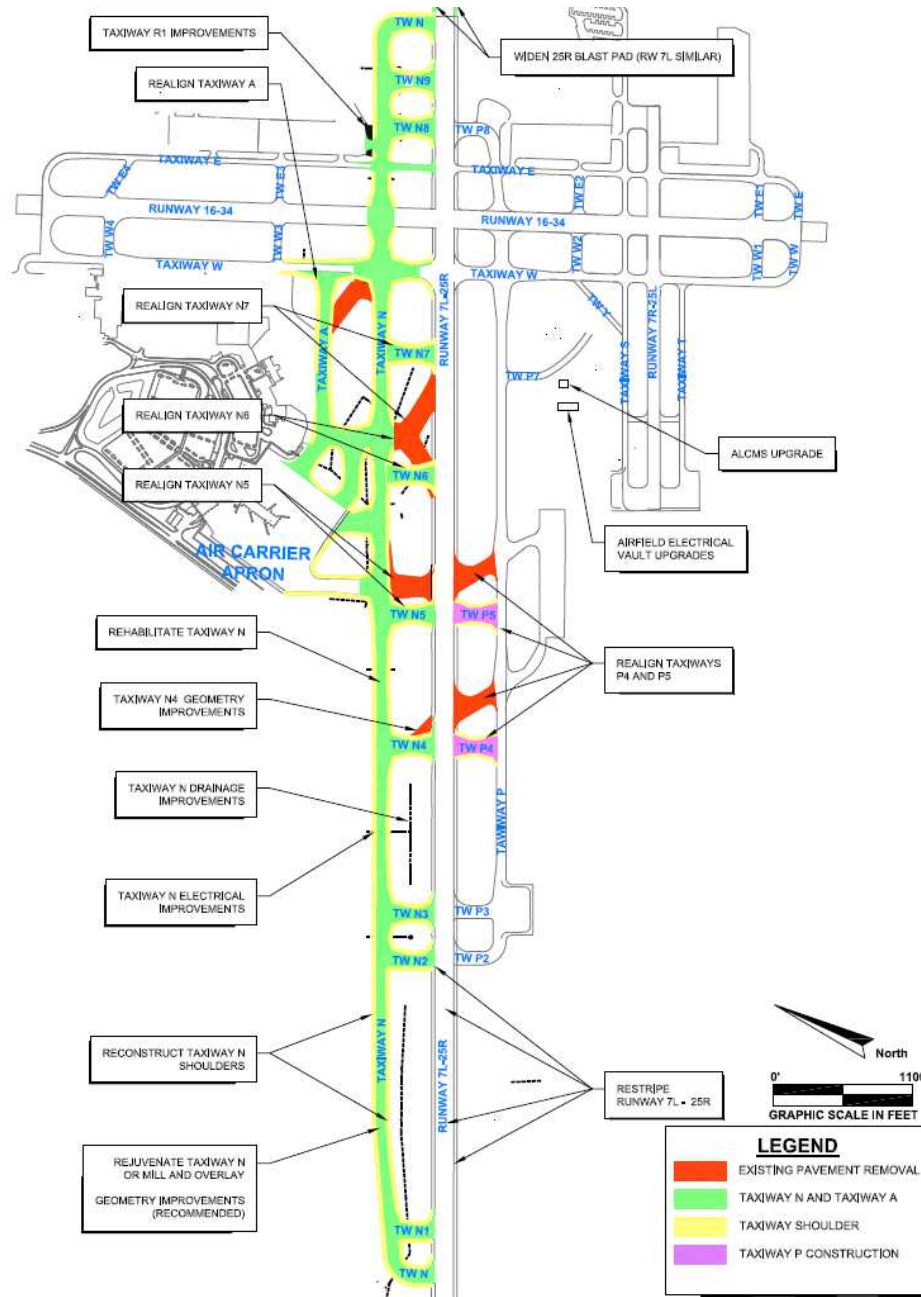 TW N
TAXIWAY R1 IMPROVEMENTS
WIDEN 25R BLAST PAD (RW 7L SIMILAR)
REALIGN TAXIWAY A
TW N9
TW N8
TW P8
TAXIWAY E
TAXIWAY E
TW E4
TW E3
TW E2
TW E1
TW E
RUNWAY 16-34
RUNWAY 16-34
TW W4
TW W3
TW W2
TW W1
TW W
TAXIWAY W
TAXIWAY W
TW Y
REALIGN TAXIWAY N7
TAXIWAY A
TAXIWAY N
RUNWAY 7L-25R
TAXIWAY S
RUNWAY 7R-25L
TAXIWAY T
TW N7
TW P7
REALIGN TAXIWAY N6
ALCMS UPGRADE
TW N6
REALIGN TAXIWAY N5
AIRFIELD ELECTRICAL
VAULT UPGRADES
AIR CARRIER
APRON
TW N5
TW P5
REHABILITATE TAXIWAY N
REALIGN TAXIWAYS
P4 AND P5
TAXIWAY N4 GEOMETRY
IMPROVEMENTS
TW N4
TW P4
TAXIWAY N DRAINAGE
IMPROVEMENTS
TAWIWAY P
TAXIWAY N ELECTRICAL
IMPROVEMENTS
TW N3
TW P3
TW N2
TW P2
TAXIWAY N
RUNWAY 7L-25R
RECONSTRUCT TAXIWAY N
SHOULDERS
North
0' 1100
GRAPHIC SCALE IN FEET
RESTRIPE
RUNWAY 7L - 25R
REJUVENATE TAXIWAY N
OR MILL AND OVERLAY
GEOMETRY IMPROVEMENTS
(RECOMMENDED)
TW N1
TW N
LEGEND
EXISTING PAVEMENT REMOVAL
TAXIWAY N AND TAXIWAY A
TAXIWAY SHOULDER
TAXIWAY P CONSTRUCTION